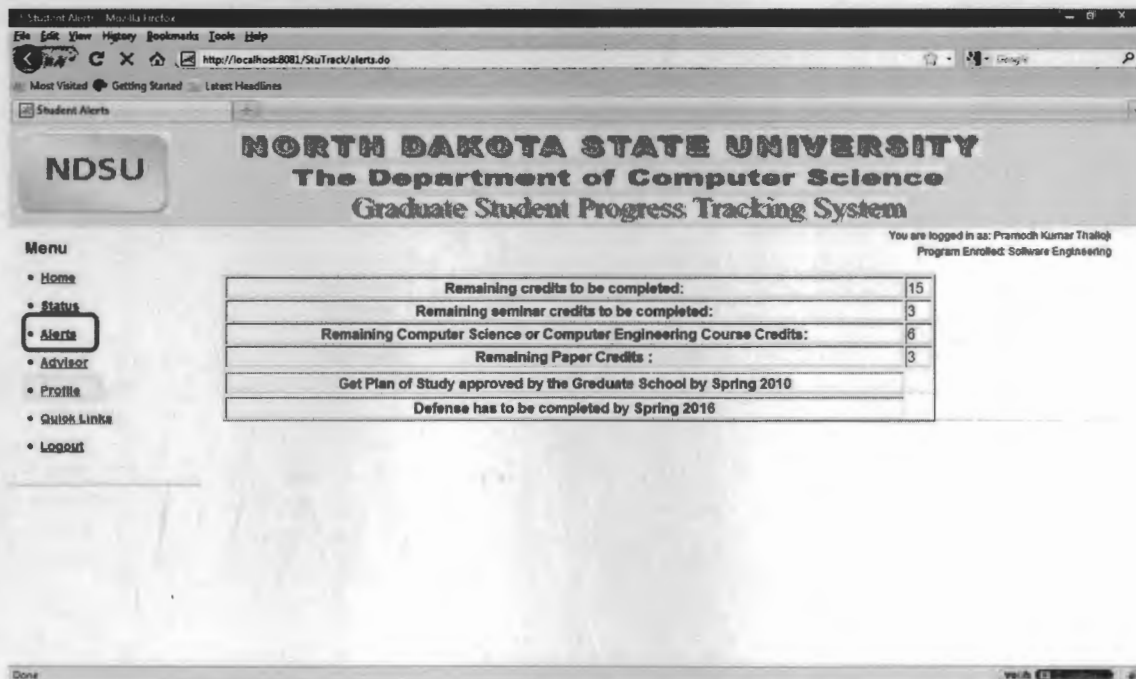 Student Alerts - Mozilla Firefox
File Edit View History Bookmarks Tools Help
http://localhost:8081/StuTrack/alerts.do
Google
Most Visited Getting Started Latest Headlines
Student Alerts
NDSU
NORTH DAKOTA STATE UNIVERSITY
The Department of Computer Science
Graduate Student Progress Tracking System
You are logged in as: Pramodh Kumar
Program Enrolled: Software Engineering
Menu
• Home
• Status
• Alerts
• Advisor
• Profile
• Quick Links
• Logout
Remaining credits to be completed: 15
Remaining seminar credits to be completed: 3
Remaining Computer Science or Computer Engineering Course Credits: 6
Remaining Paper Credits : 3
Get Plan of Study approved by the Graduate School by Spring 2010
Defense has to be completed by Spring 2016
Done